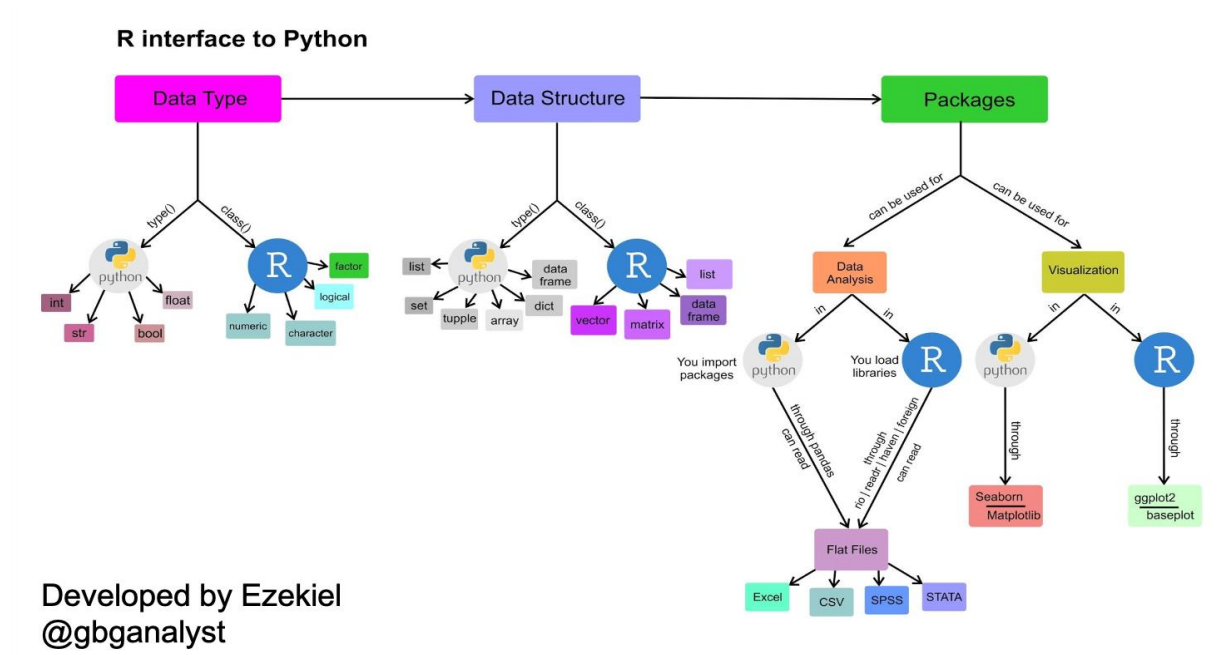 R interface to Python
Data Type
Data Structure
Packages
type()
class()
python
R
int
str
bool
float
numeric
character
logical
factor
type()
class()
python
R
list
set
tupple
array
dict
data
frame
vector
matrix
data
frame
list
can be used for
can be used for
Data
Analysis
Visualization
in
in
in
in
You import
packages
python
You load
libraries
R
python
R
through pandas
can read
through
rio | readr | haven | foreign
can read
through
through
Seaborn
Matplotlib
ggplot2
baseplot
Flat Files
Excel
CSV
SPSS
STATA
Developed by Ezekiel
@gbganalyst